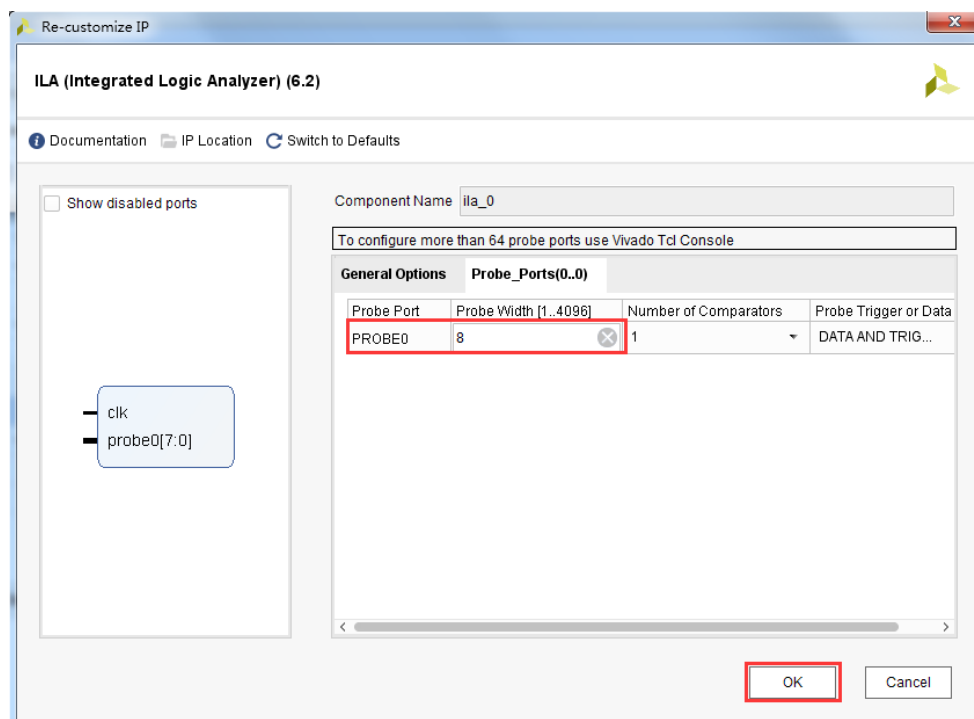 Re-customize IP
ILA (Integrated Logic Analyzer) (6.2)
Documentation IP Location Switch to Defaults
Show disabled ports
clk
probe0[7:0]
Component Name ila_0
To configure more than 64 probe ports use Vivado Tcl Console
General Options Probe_Ports(0..0)
Probe Port Probe Width [1..4096] Number of Comparators Probe Trigger or Data
PROBE0 8 1 DATA AND TRIG...
OK Cancel